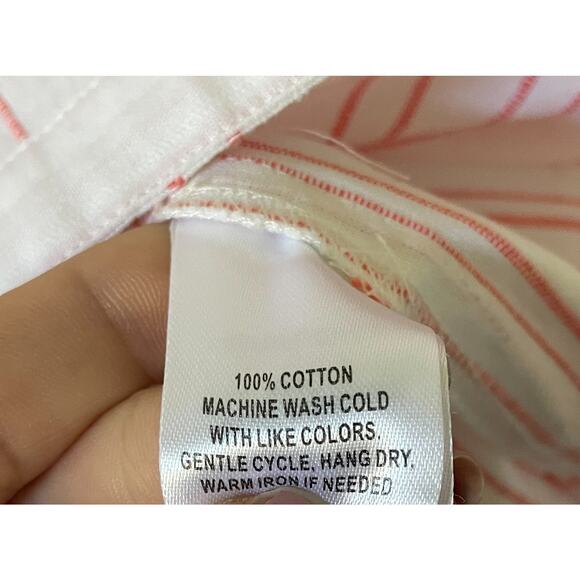 100% COTTON
MACHINE WASH COLD
WITH LIKE COLORS,
GENTLE CYCLE, HANG DRY,
WARM IRON IF NEEDED